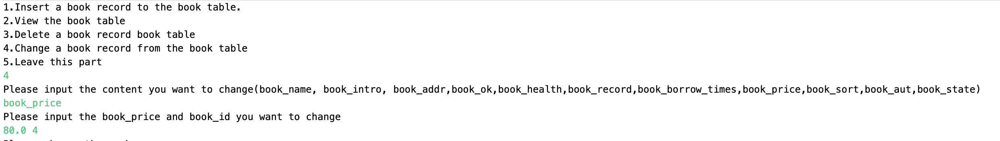 1.Insert a book record to the book table.
2.View the book table
3.Delete a book record book table
4.Change a book record from the book table
5.Leave this part
4
Please input the content you want to change(book_name, book_intro, book_addr,book_ok,book_health,book_record,book_borrow_times,book_price,book_sort,book_aut,book_state)
book_price
Please input the book_price and book_id you want to change
80.0 4